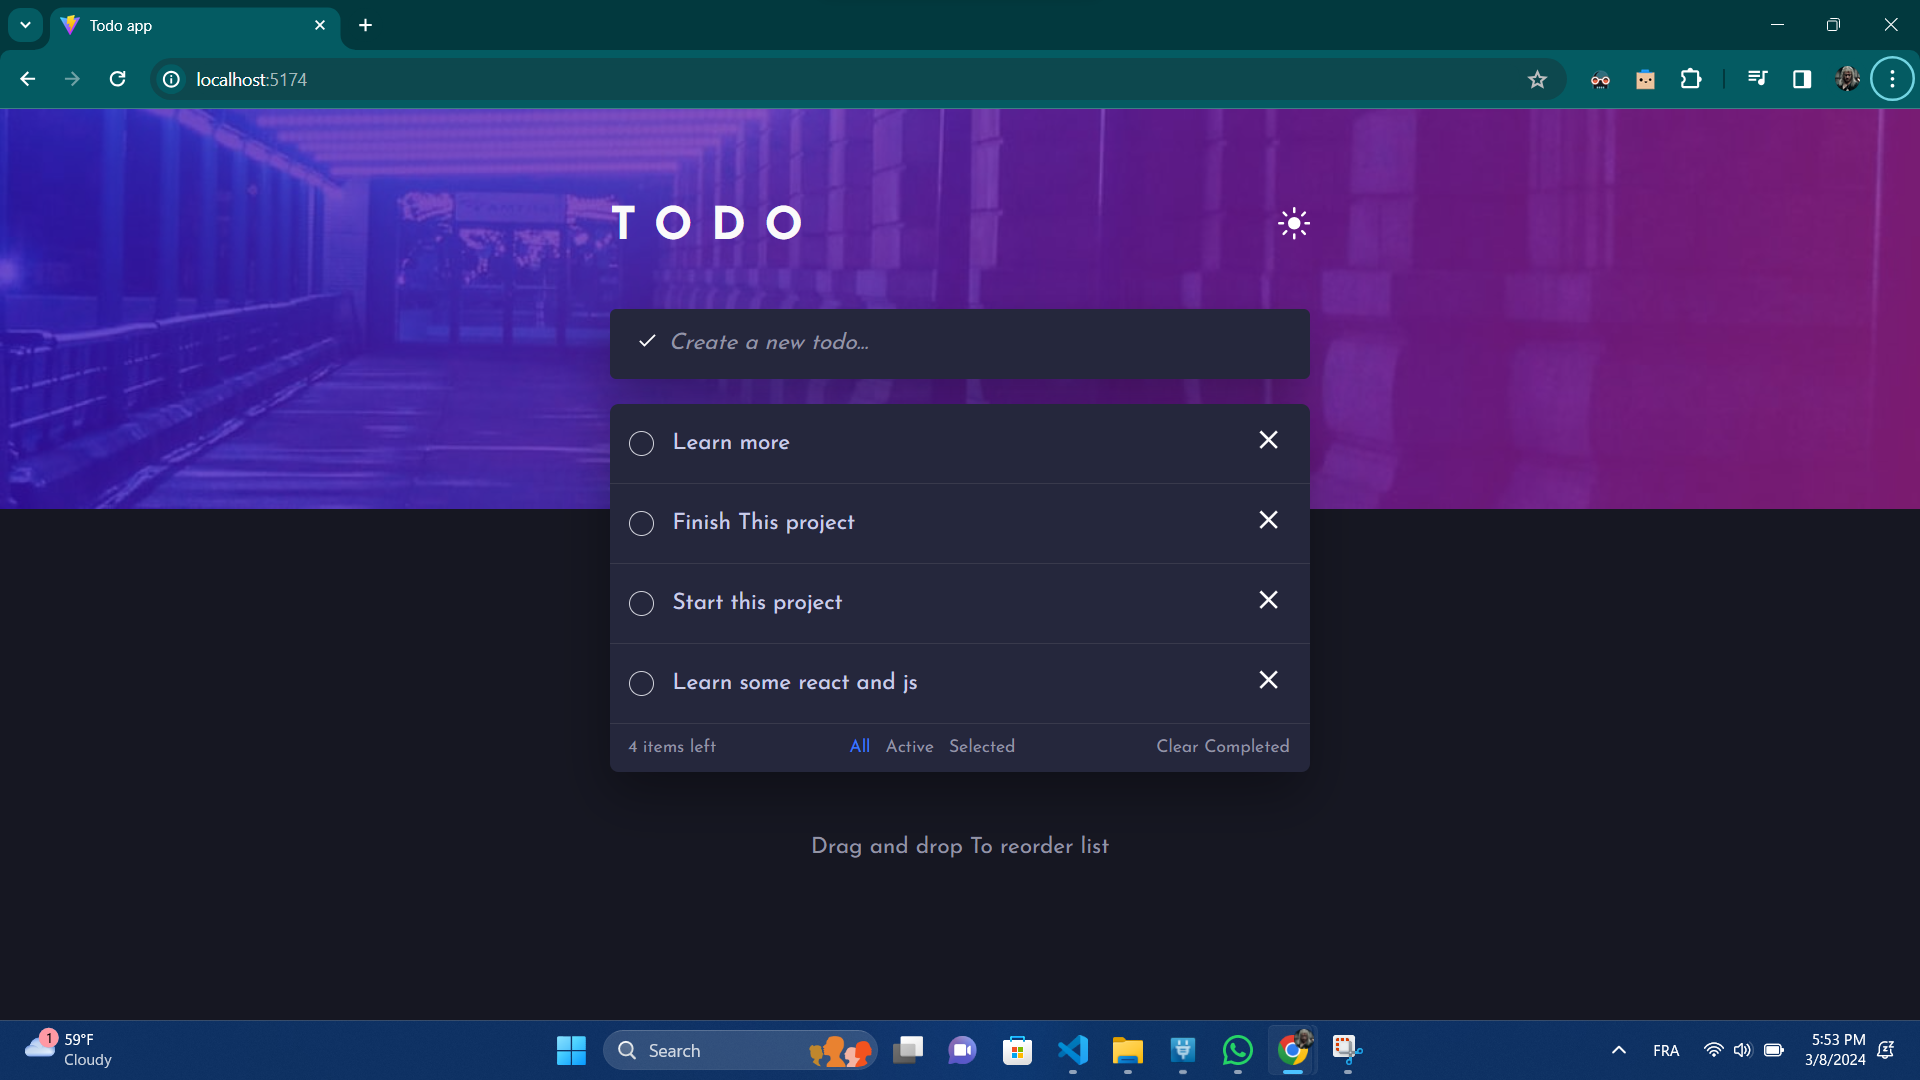 Todo app
localhost:5174
TODO
Create a new todo...
Learn more
Finish This project
Start this project
Learn some react and js
4 items left
All
Active
Selected
Clear Completed
Drag and drop To reorder list
1
59°F
Cloudy
Search
FRA
5:53 PM
3/8/2024